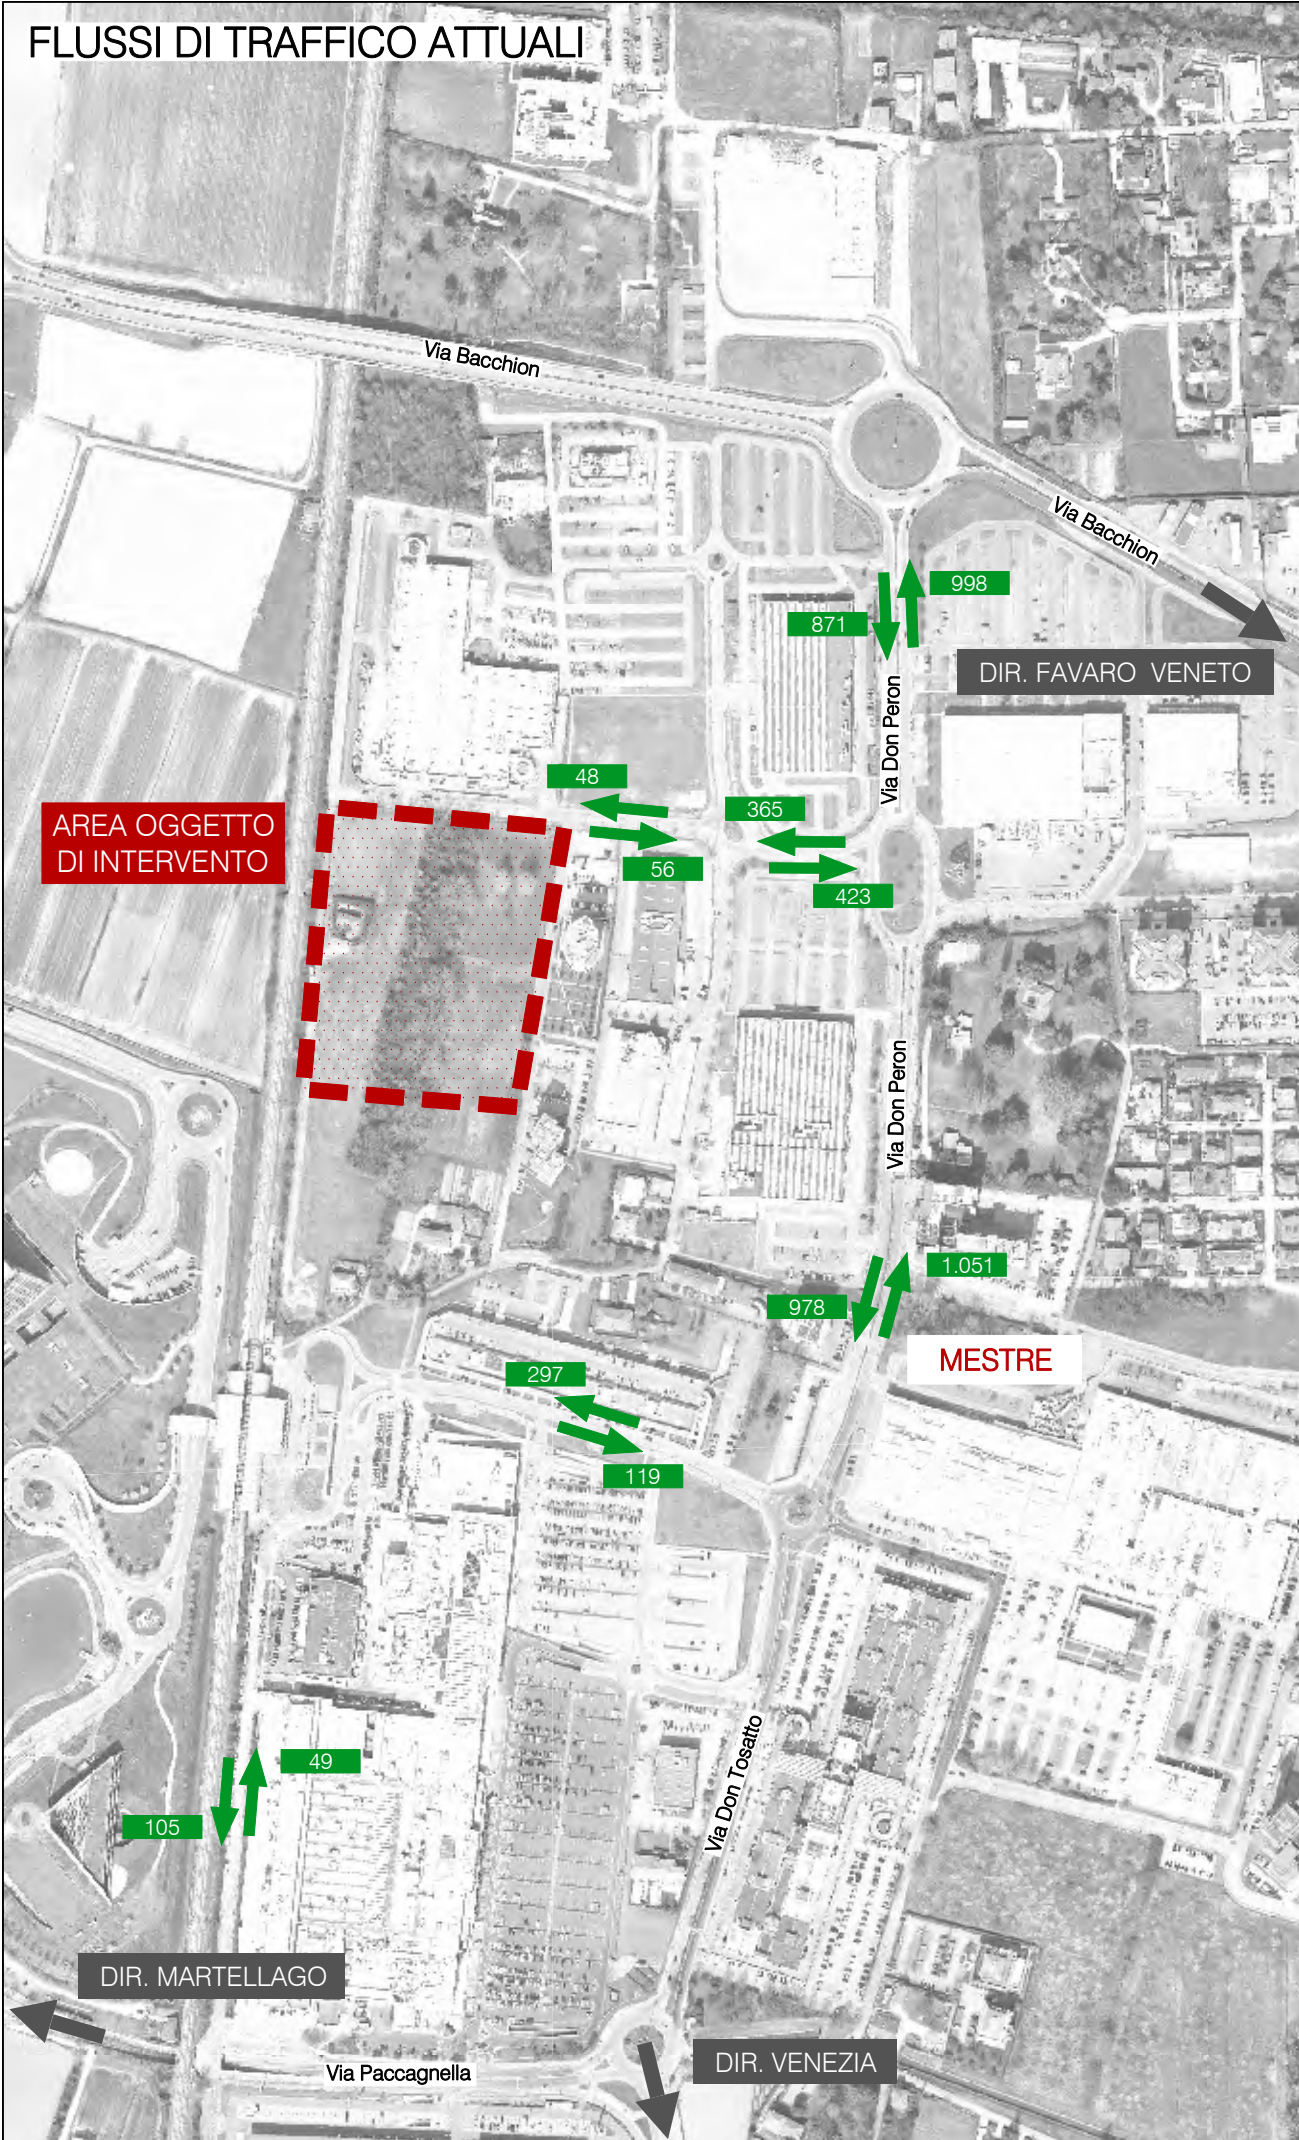 FLUSSI DI TRAFFICO ATTUALI
Via Bacchion
Via Bacchion
998
871
DIR. FAVARO VENETO
Via Don Peron
48
365
AREA OGGETTO
DI INTERVENTO
56
423
Via Don Peron
1.051
978
MESTRE
297
119
Via Don Tosatto
49
105
DIR. MARTELLAGO
DIR. VENEZIA
Via Paccagnella